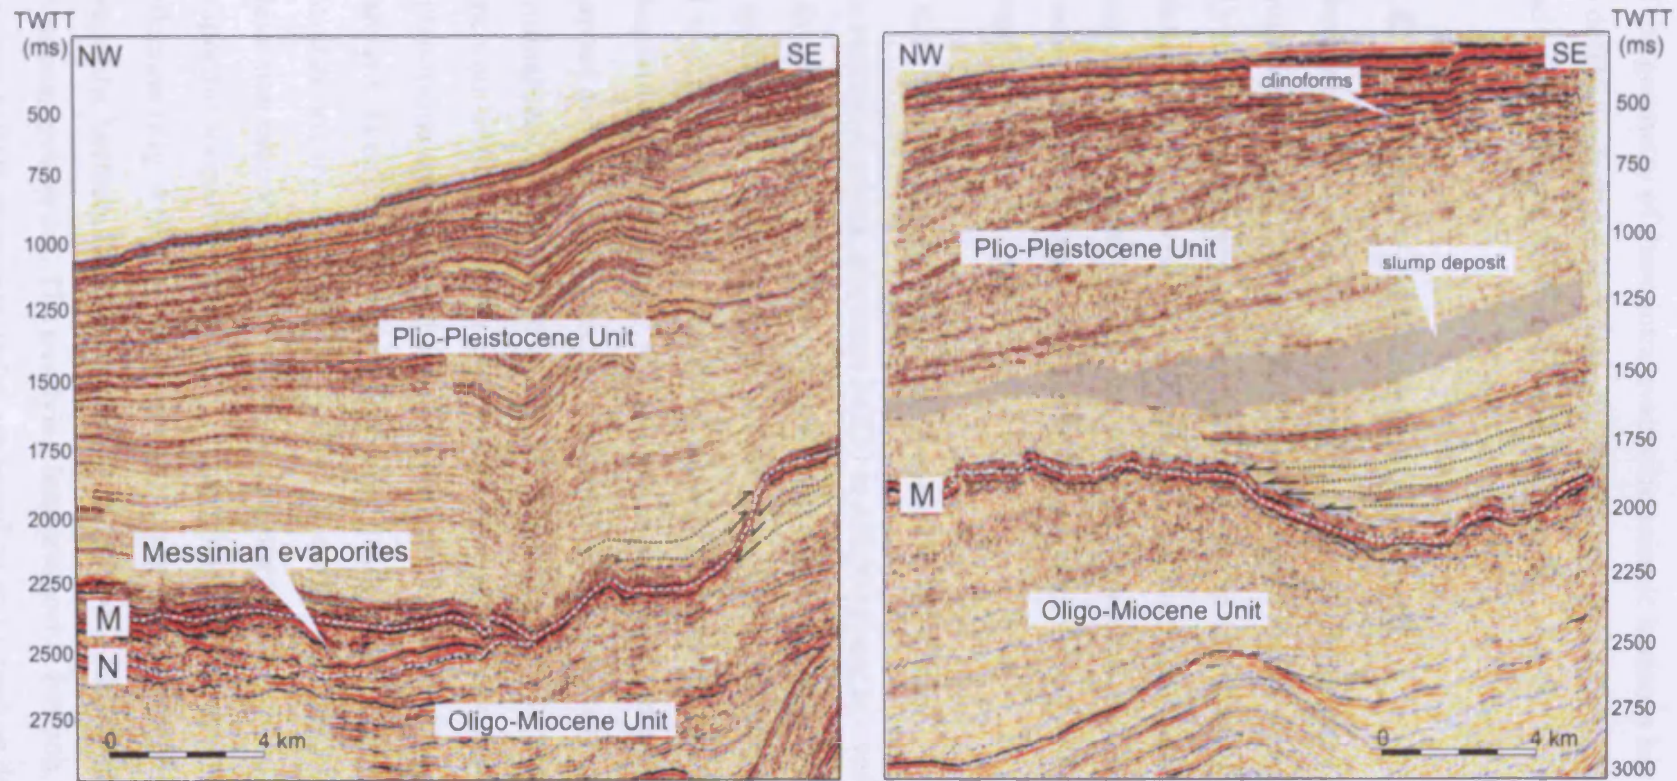 TWTT
(ms)
NW
SE
500
750
1000
1250
1500
1750
2000
2250
2500
2750
Plio-Pleistocene Unit
Messinian evaporites
M
N
Oligo-Miocene Unit
0
4 km
NW
SE
TWTT
(ms)
clinoforms
500
750
1000
1250
1500
1750
2000
2250
2500
2750
3000
Plio-Pleistocene Unit
slump deposit
M
Oligo-Miocene Unit
0
4 km